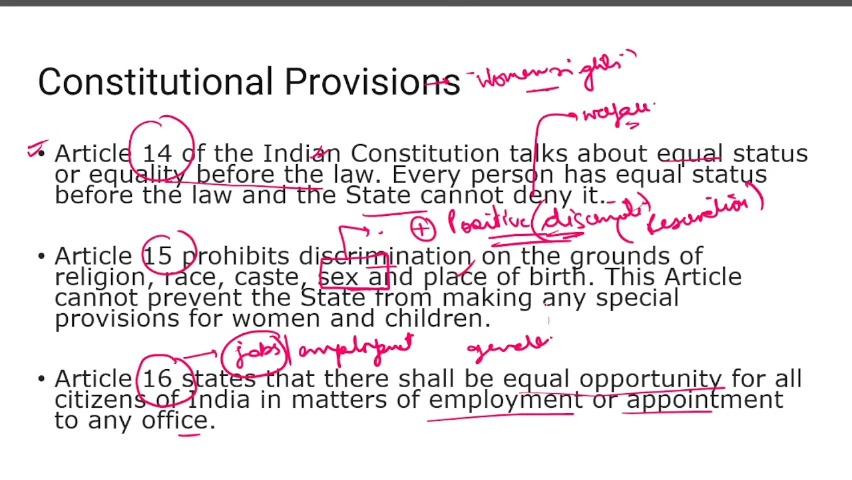 Constitutional Provisions
Women rights
welfare
• Article 14 of the Indian Constitution talks about equal status
or equality before the law. Every person has equal status
before the law and the State cannot deny it.
+ Positive
• Article 15 prohibits discrimination on the grounds of
religion, race, caste, sex and place of birth. This Article
cannot prevent the State from making any special
provisions for women and children.
jobs/employment
• Article 16 states that there shall be equal opportunity for all
citizens of India in matters of employment or appointment
to any office.